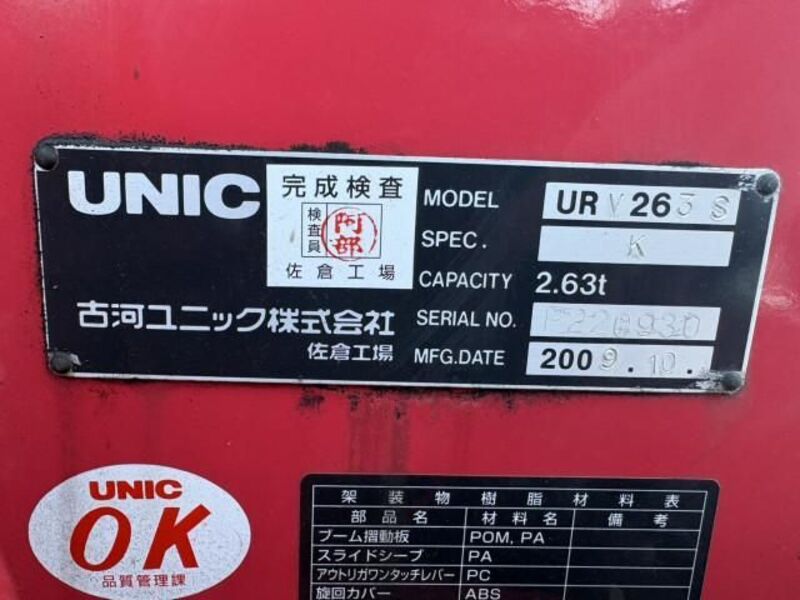 UNIC
完成検査
検査員
阿部
佐倉工場
古河ユニック株式会社
佐倉工場
MODEL URV263S
SPEC. K
CAPACITY 2.63t
SERIAL NO.
MFG.DATE 2009.10.
UNIC
OK
品質管理課
架装物樹脂材料表
部品名 材料名 備考
ブーム摺動板 POM, PA
スライドシーブ PA
アウトリガワンタッチレバー PC
旋回カバー ABS